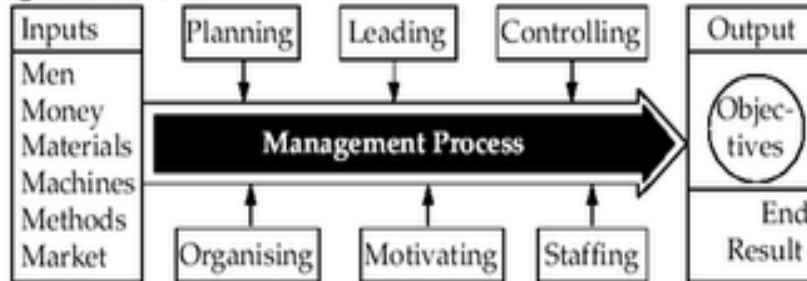 Inputs
Men
Money
Materials
Machines
Methods
Market
Planning
Leading
Controlling
Management Process
Organising
Motivating
Staffing
Output
Objec-
tives
End
Result